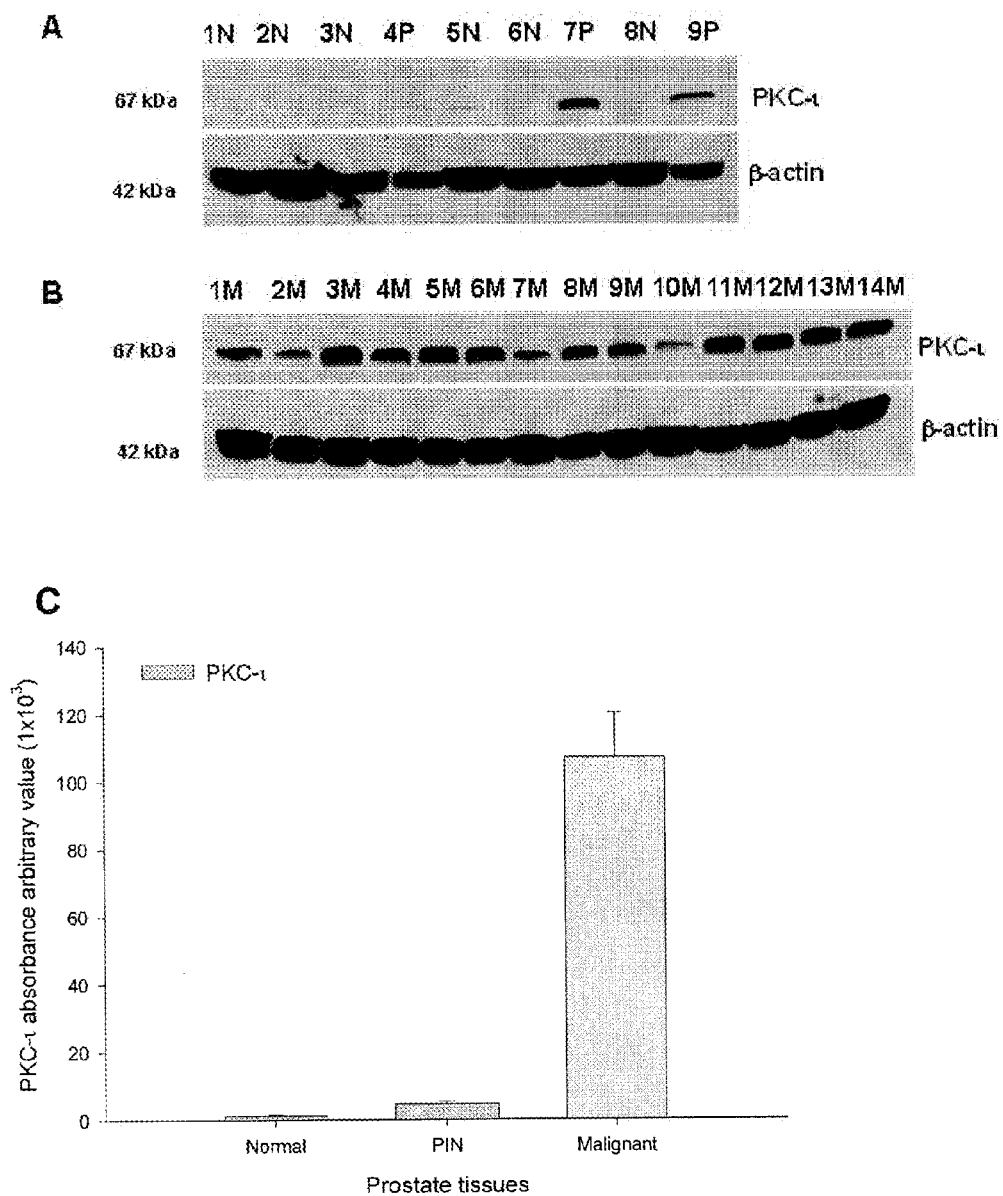 A
1N 2N 3N 4P 5N 6N 7P 8N 9P
67 kDa
PKC-ι
42 kDa
β-actin
B
1M 2M 3M 4M 5M 6M 7M 8M 9M 10M 11M 12M 13M 14M
67 kDa
PKC-ι
42 kDa
β-actin
C
PKC-ι
PKC-ι absorbance arbitrary value (1x10³)
140
120
100
80
60
40
20
0
Normal PIN Malignant
Prostate tissues